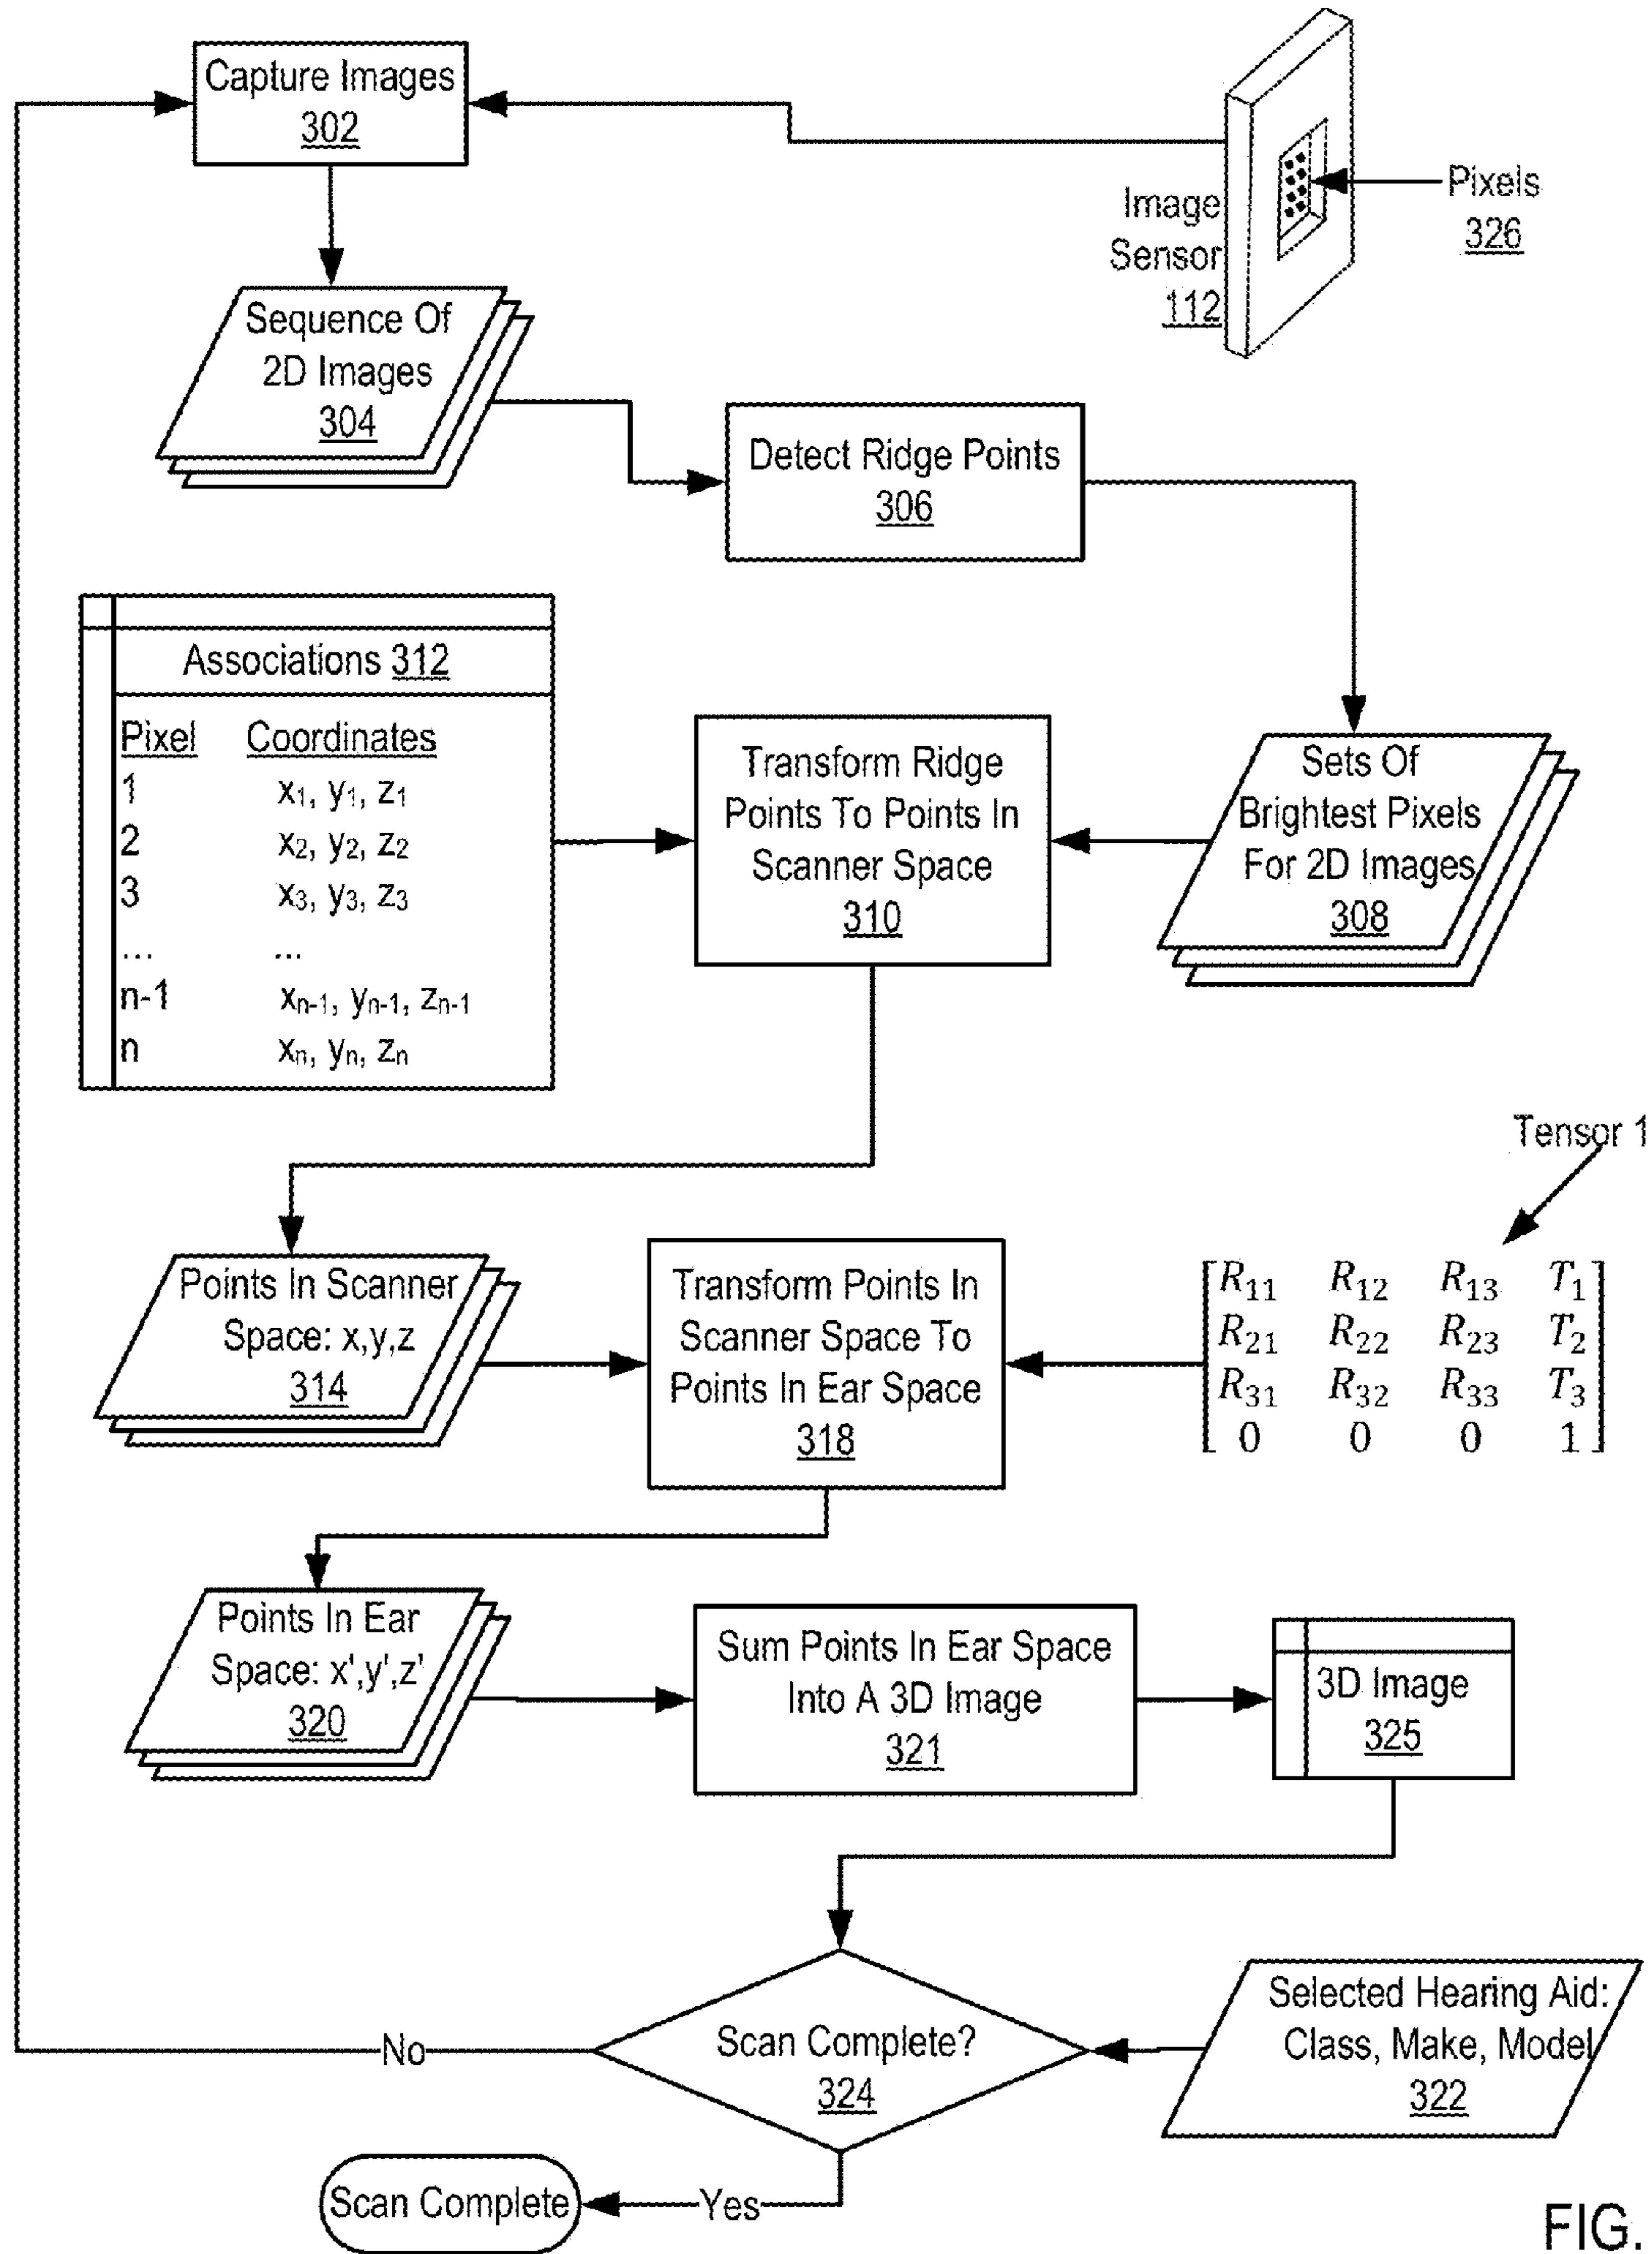 Capture Images
302
Image
Sensor
112
Pixels
326
Sequence Of
2D Images
304
Detect Ridge Points
306
Associations 312
Pixel Coordinates
1 x1, y1, z1
2 x2, y2, z2
3 x3, y3, z3
... ...
n-1 xn-1, yn-1, zn-1
n xn, yn, zn
Transform Ridge
Points To Points In
Scanner Space
310
Sets Of
Brightest Pixels
For 2D Images
308
Tensor 1
Points In Scanner
Space: x,y,z
314
Transform Points In
Scanner Space To
Points In Ear Space
318
R11 R12 R13 T1
R21 R22 R23 T2
R31 R32 R33 T3
0 0 0 1
Points In Ear
Space: x',y',z'
320
Sum Points In Ear Space
Into A 3D Image
321
3D Image
325
Scan Complete?
324
No
Selected Hearing Aid:
Class, Make, Model
322
Scan Complete
Yes
FIG.